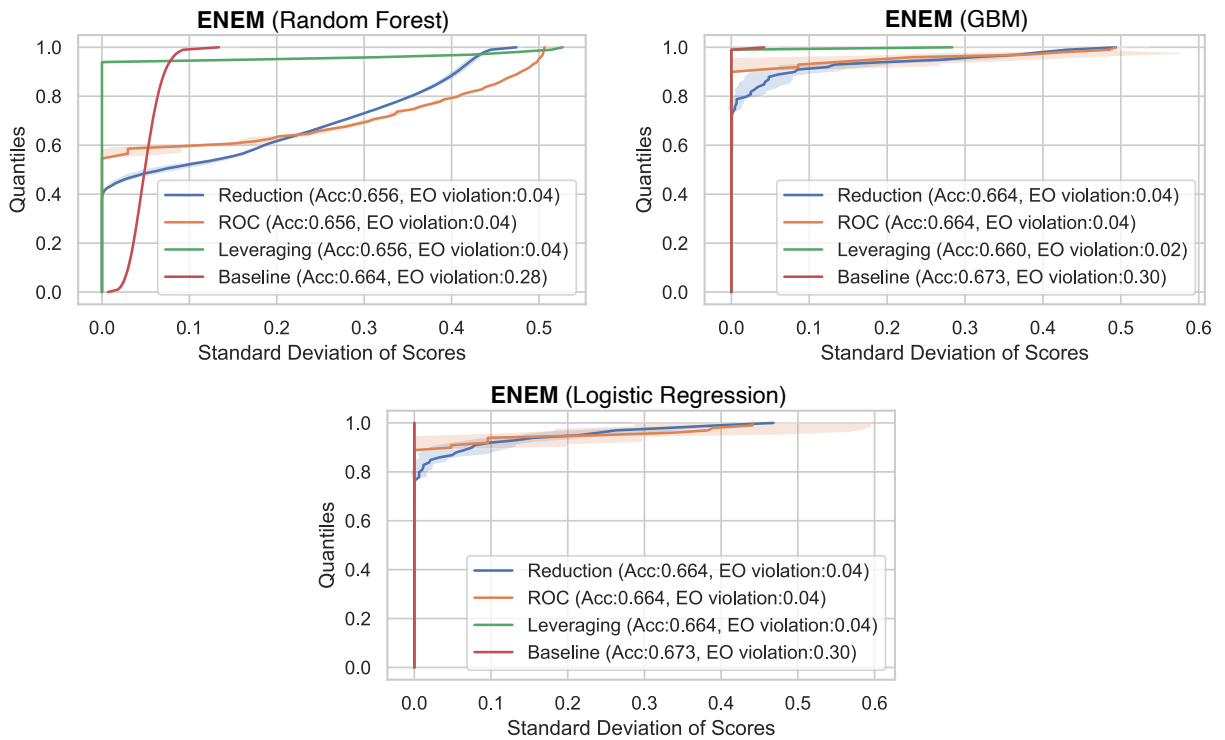 ENEM (Random Forest)
Quantiles
1.0
0.8
0.6
0.4
0.2
0.0
Reduction (Acc:0.656, EO violation:0.04)
ROC (Acc:0.656, EO violation:0.04)
Leveraging (Acc:0.656, EO violation:0.04)
Baseline (Acc:0.664, EO violation:0.28)
0.0 0.1 0.2 0.3 0.4 0.5
Standard Deviation of Scores
ENEM (GBM)
Quantiles
1.0
0.8
0.6
0.4
0.2
0.0
Reduction (Acc:0.664, EO violation:0.04)
ROC (Acc:0.664, EO violation:0.04)
Leveraging (Acc:0.660, EO violation:0.02)
Baseline (Acc:0.673, EO violation:0.30)
0.0 0.1 0.2 0.3 0.4 0.5 0.6
Standard Deviation of Scores
ENEM (Logistic Regression)
Quantiles
1.0
0.8
0.6
0.4
0.2
0.0
Reduction (Acc:0.664, EO violation:0.04)
ROC (Acc:0.664, EO violation:0.04)
Leveraging (Acc:0.664, EO violation:0.04)
Baseline (Acc:0.673, EO violation:0.30)
0.0 0.1 0.2 0.3 0.4 0.5 0.6
Standard Deviation of Scores